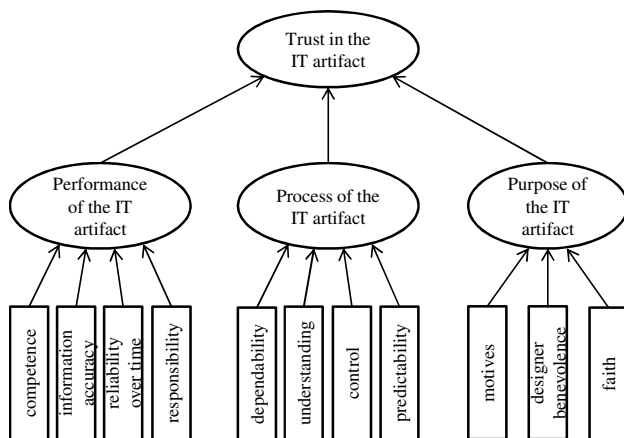 Trust in the
IT artifact
Performance
of the IT
artifact
Process of the
IT artifact
Purpose of
the IT
artifact
competence
information
accuracy
reliability
over time
responsibility
dependability
understanding
control
predictability
motives
designer
benevolence
faith